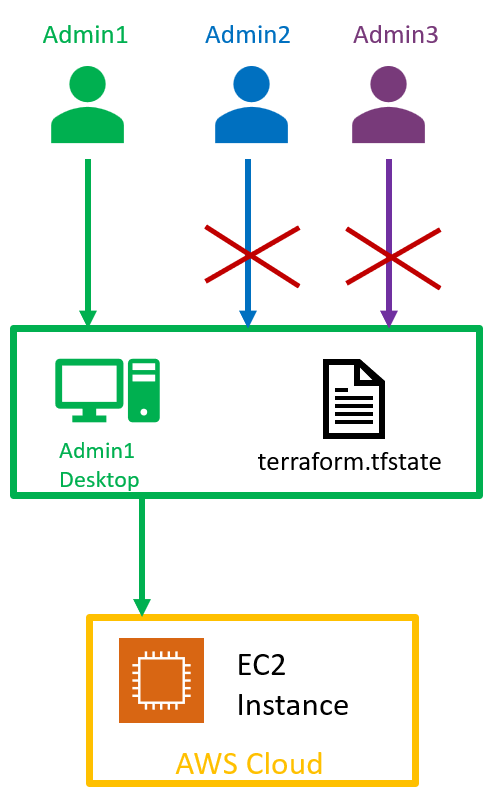 Admin1
Admin2
Admin3
Admin1
Desktop
terraform.tfstate
EC2
Instance
AWS Cloud